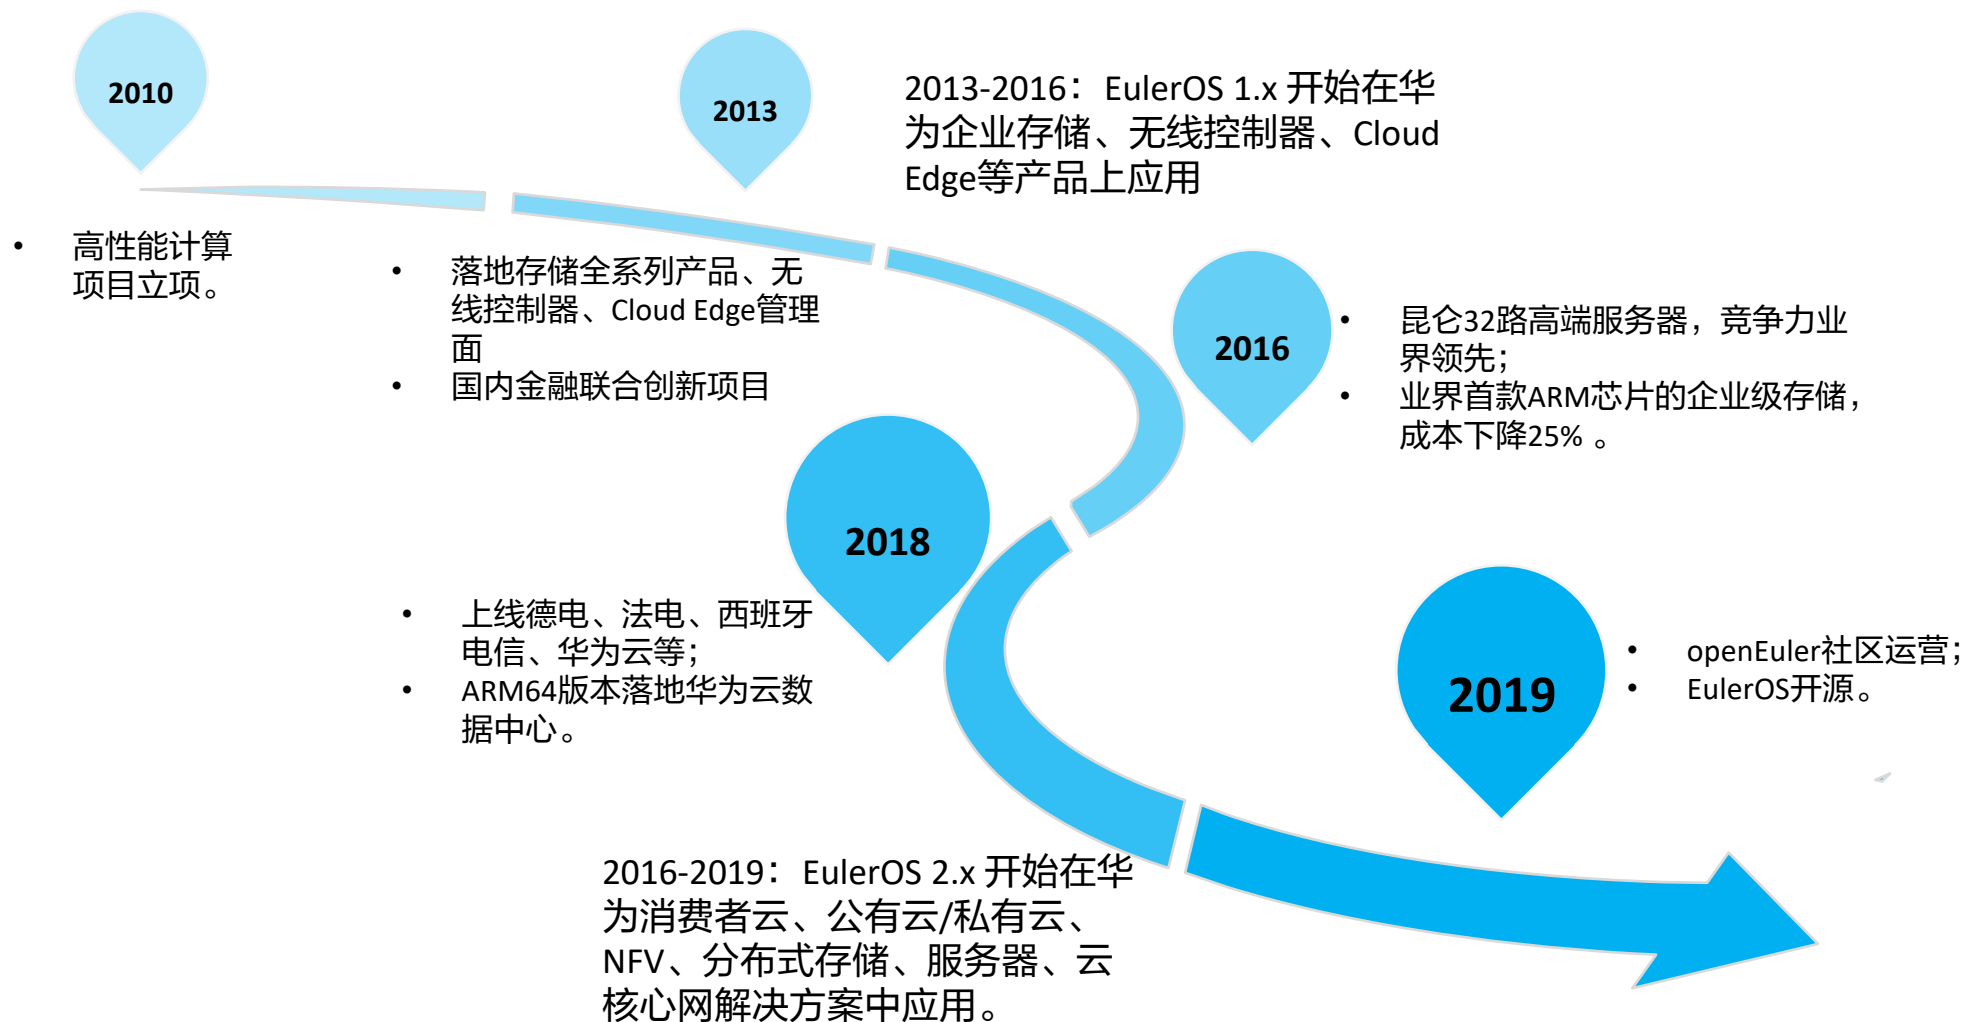 2010
• 高性能计算
项目立项。
2013
• 落地存储全系列产品、无
线控制器、Cloud Edge管理
面
• 国内金融联合创新项目
2013-2016：EulerOS 1.x 开始在华
为企业存储、无线控制器、Cloud
Edge等产品上应用
2016
• 昆仑32路高端服务器，竞争力业
界领先；
• 业界首款ARM芯片的企业级存储，
成本下降25% 。
2018
• 上线德电、法电、西班牙
电信、华为云等；
• ARM64版本落地华为云数
据中心。
2016-2019：EulerOS 2.x 开始在华
为消费者云、公有云/私有云、
NFV、分布式存储、服务器、云
核心网解决方案中应用。
2019
• openEuler社区运营；
• EulerOS开源。